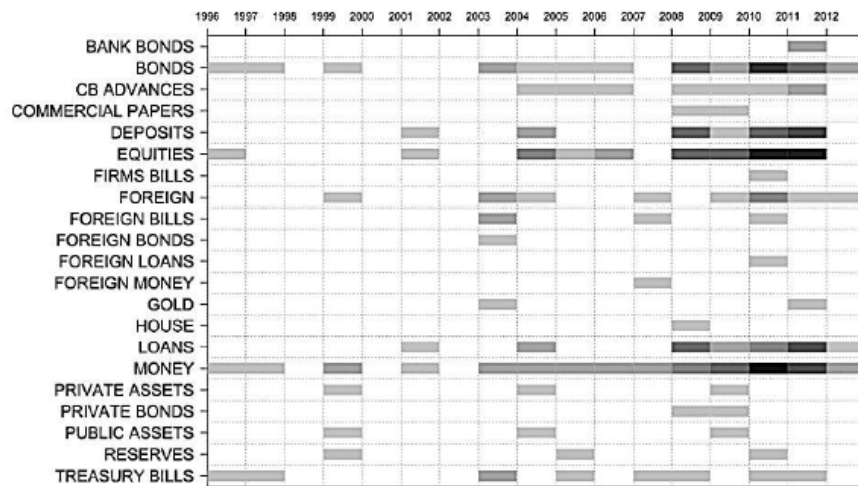 1996 1997 1998 1999 2000 2001 2002 2003 2004 2005 2006 2007 2008 2009 2010 2011 2012
BANK BONDS
BONDS
CB ADVANCES
COMMERCIAL PAPERS
DEPOSITS
EQUITIES
FIRMS BILLS
FOREIGN
FOREIGN BILLS
FOREIGN BONDS
FOREIGN LOANS
FOREIGN MONEY
GOLD
HOUSE
LOANS
MONEY
PRIVATE ASSETS
PRIVATE BONDS
PUBLIC ASSETS
RESERVES
TREASURY BILLS